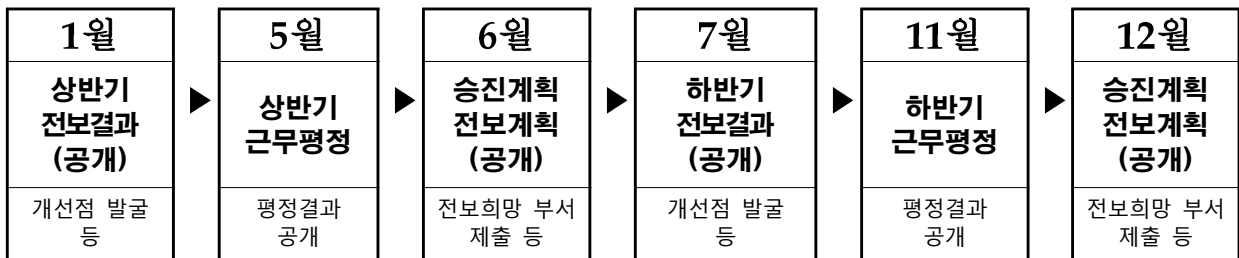 1월
상반기
전보결과
(공개)
개선점 발굴
등
5월
상반기
근무평정
평정결과
공개
6월
승진계획
전보계획
(공개)
전보희망 부서
제출 등
7월
하반기
전보결과
(공개)
개선점 발굴
등
11월
하반기
근무평정
평정결과
공개
12월
승진계획
전보계획
(공개)
전보희망 부서
제출 등